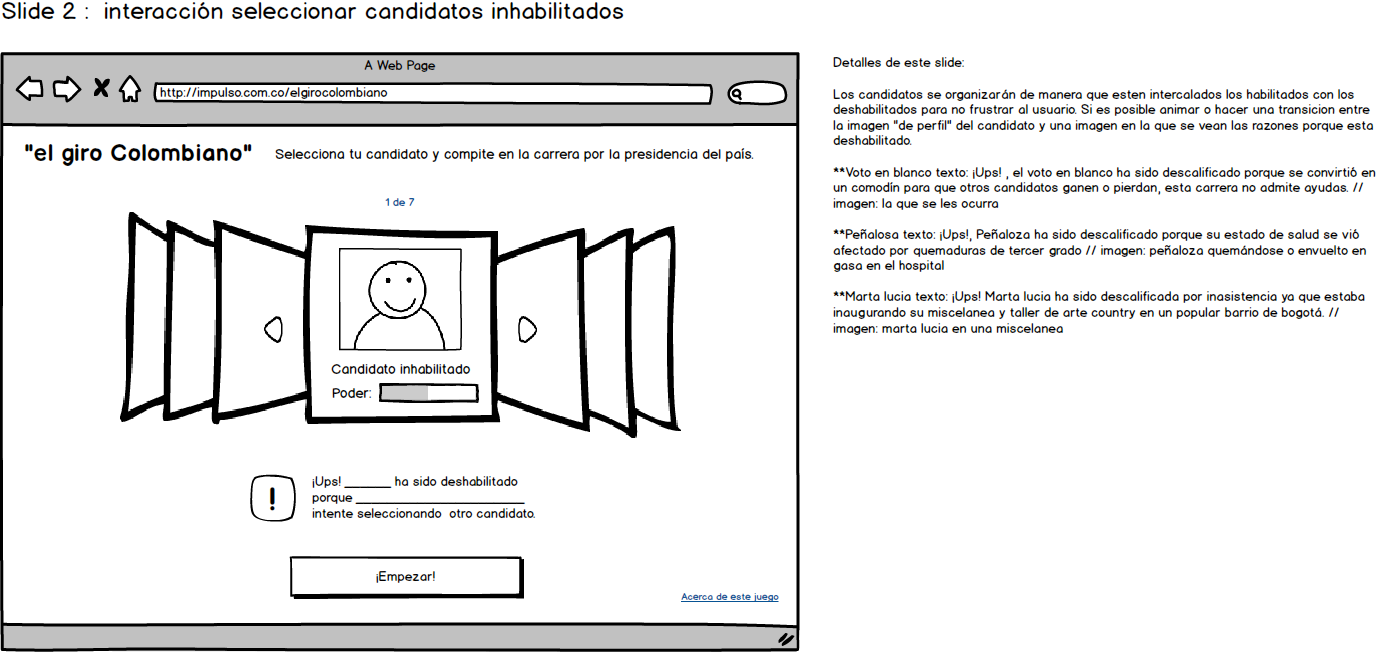 Slide 2 : interacción seleccionar candidatos inhabilitados
A Web Page
http://impulso.com.co/elgirocolombiano
"el giro Colombiano"
Selecciona tu candidato y compite en la carrera por la presidencia del país.
1 de 7
Candidato inhabilitado
Poder:
!
¡Ups! ______ ha sido deshabilitado
porque ______________________
intente seleccionando otro candidato.
¡Empezar!
Acerca de este juego
Detalles de este slide:
Los candidatos se organizarán de manera que esten intercalados los habilitados con los
deshabilitados para no frustrar al usuario. Si es posible animar o hacer una transicion entre
la imagen "de perfil" del candidato y una imagen en la que se vean las razones porque esta
deshabilitado.
**Voto en blanco texto: ¡Ups! , el voto en blanco ha sido descalificado porque se convirtió en
un comodín para que otros candidatos ganen o pierdan, esta carrera no admite ayudas. //
imagen: la que se les ocurra
**Peñalosa texto: ¡Ups!, Peñaloza ha sido descalificado porque su estado de salud se vió
afectado por quemaduras de tercer grado // imagen: peñaloza quemándose o envuelto en
gasa en el hospital
**Marta lucia texto: ¡Ups! Marta lucia ha sido descalificada por inasistencia ya que estaba
inaugurando su miscelanea y taller de arte country en un popular barrio de bogotá. //
imagen: marta lucia en una miscelanea